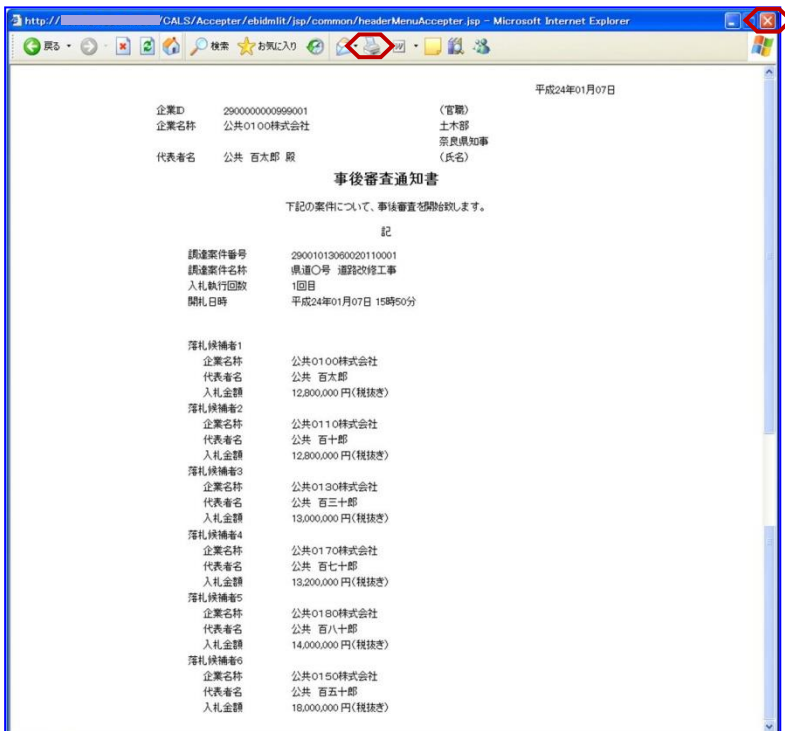 http://　/CALS/Accepter/ebidmlit/jsp/common/headerMenuAccepter.jsp - Microsoft Internet Explorer
戻る 検索 お気に入り
平成24年01月07日
企業ID 2900000000999001 （官職）
企業名称 公共0100株式会社 土木部
奈良県知事
代表者名 公共 百太郎 殿 （氏名）
事後審査通知書
下記の案件について、事後審査を開始致します。
記
調達案件番号 29001013060020110001
調達案件名称 県道〇号 道路改修工事
入札執行回数 1回目
開札日時 平成24年01月07日 15時50分
落札候補者1
企業名称 公共0100株式会社
代表者名 公共 百太郎
入札金額 12,800,000 円（税抜き）
落札候補者2
企業名称 公共0110株式会社
代表者名 公共 百十郎
入札金額 12,800,000 円（税抜き）
落札候補者3
企業名称 公共0130株式会社
代表者名 公共 百三十郎
入札金額 13,000,000 円（税抜き）
落札候補者4
企業名称 公共0170株式会社
代表者名 公共 百七十郎
入札金額 13,200,000 円（税抜き）
落札候補者5
企業名称 公共0180株式会社
代表者名 公共 百八十郎
入札金額 14,000,000 円（税抜き）
落札候補者6
企業名称 公共0150株式会社
代表者名 公共 百五十郎
入札金額 18,000,000 円（税抜き）